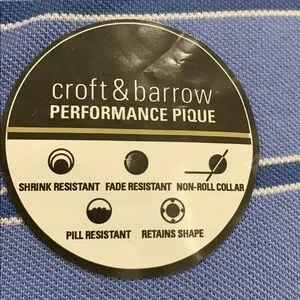 croft & barrow
PERFORMANCE PIQUE
SHRINK RESISTANT FADE RESISTANT NON-ROLL COLLAR
PILL RESISTANT RETAINS SHAPE